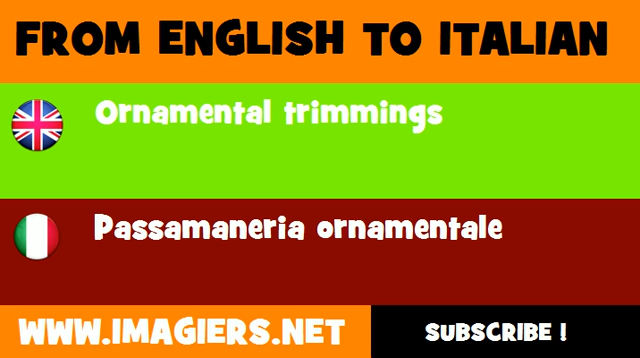 FROM ENGLISH TO ITALIAN
Ornamental trimmings
Passamaneria ornamentale
WWW.IMAGIERS.NET
SUBSCRIBE !